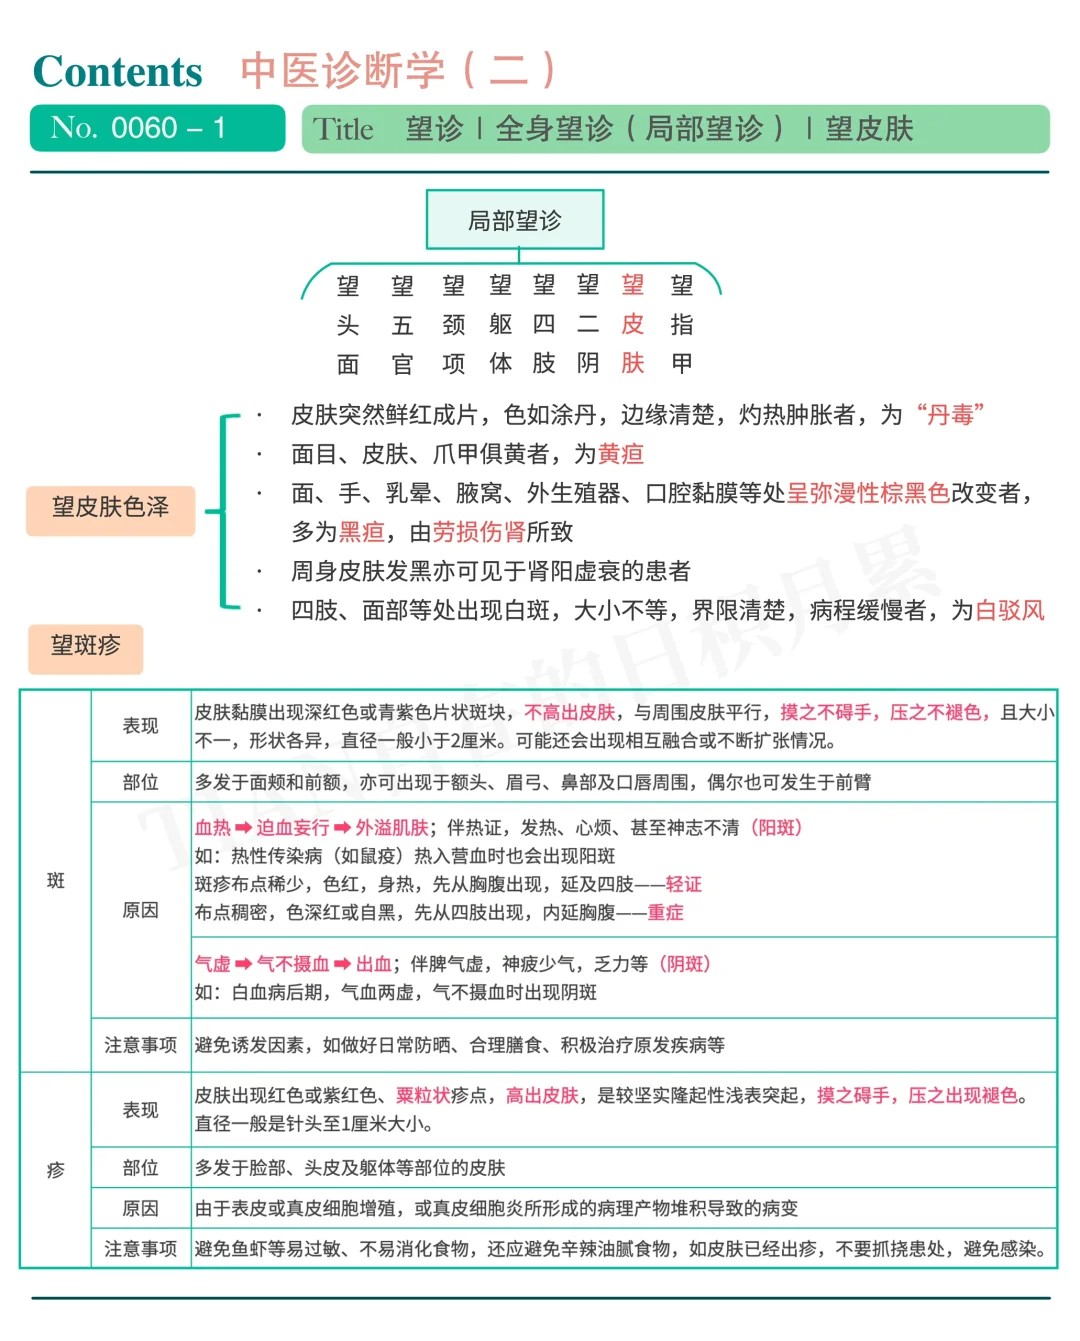 Contents 中医诊断学（二）
No. 0060 – 1
Title 望诊 | 全身望诊（局部望诊） | 望皮肤
局部望诊
望头面 望五官 望颈项 望躯体 望四肢 望二阴 望皮肤 望指甲
望皮肤色泽
· 皮肤突然鲜红成片，色如涂丹，边缘清楚，灼热肿胀者，为“丹毒”
· 面目、皮肤、爪甲俱黄者，为黄疸
· 面、手、乳晕、腋窝、外生殖器、口腔黏膜等处呈弥漫性棕黑色改变者，
多为黑疸，由劳损伤肾所致
· 周身皮肤发黑亦可见于肾阳虚衰的患者
· 四肢、面部等处出现白斑，大小不等，界限清楚，病程缓慢者，为白驳风
望斑疹
斑
表现
皮肤黏膜出现深红色或青紫色片状斑块，不高出皮肤，与周围皮肤平行，摸之不碍手，压之不褪色，且大小
不一，形状各异，直径一般小于2厘米。可能还会出现相互融合或不断扩张情况。
部位
多发于面颊和前额，亦可出现于额头、眉弓、鼻部及口唇周围，偶尔也可发生于前臂
原因
血热➡迫血妄行➡外溢肌肤；伴热证，发热、心烦、甚至神志不清（阳斑）
如：热性传染病（如鼠疫）热入营血时也会出现阳斑
斑疹布点稀少，色红，身热，先从胸腹出现，延及四肢——轻证
布点稠密，色深红或自黑，先从四肢出现，内延胸腹——重症
气虚➡气不摄血➡出血；伴脾气虚，神疲少气，乏力等（阴斑）
如：白血病后期，气血两虚，气不摄血时出现阴斑
注意事项
避免诱发因素，如做好日常防晒、合理膳食、积极治疗原发疾病等
疹
表现
皮肤出现红色或紫红色、粟粒状疹点，高出皮肤，是较坚实隆起性浅表突起，摸之碍手，压之出现褪色。
直径一般是针头至1厘米大小。
部位
多发于脸部、头皮及躯体等部位的皮肤
原因
由于表皮或真皮细胞增殖，或真皮细胞炎所形成的病理产物堆积导致的病变
注意事项
避免鱼虾等易过敏、不易消化食物，还应避免辛辣油腻食物，如皮肤已经出疹，不要抓挠患处，避免感染。